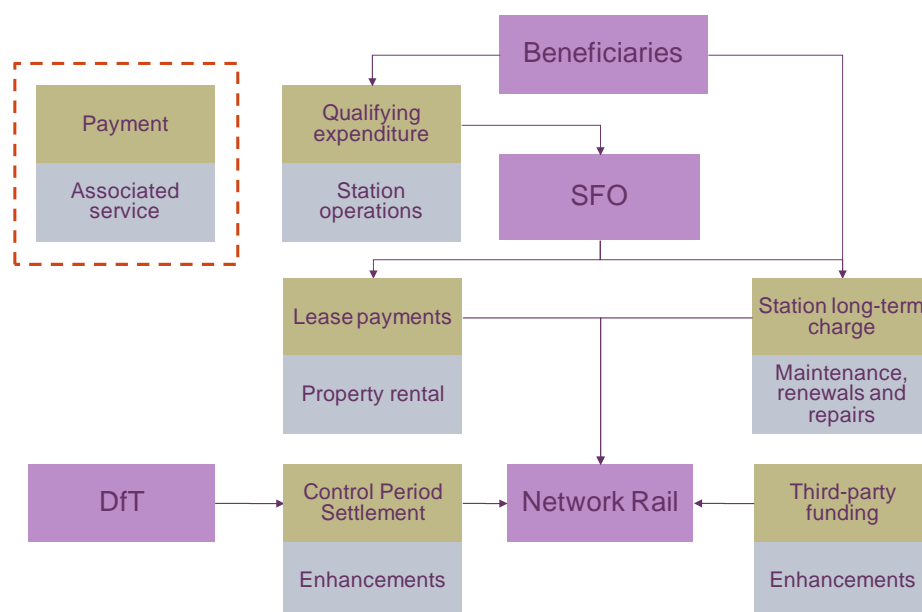 Beneficiaries
Payment
Associated
service
Qualifying
expenditure
Station
operations
SFO
Lease payments
Property rental
Station long-term
charge
Maintenance,
renewals and
repairs
DfT
Control Period
Settlement
Enhancements
Network Rail
Third-party
funding
Enhancements